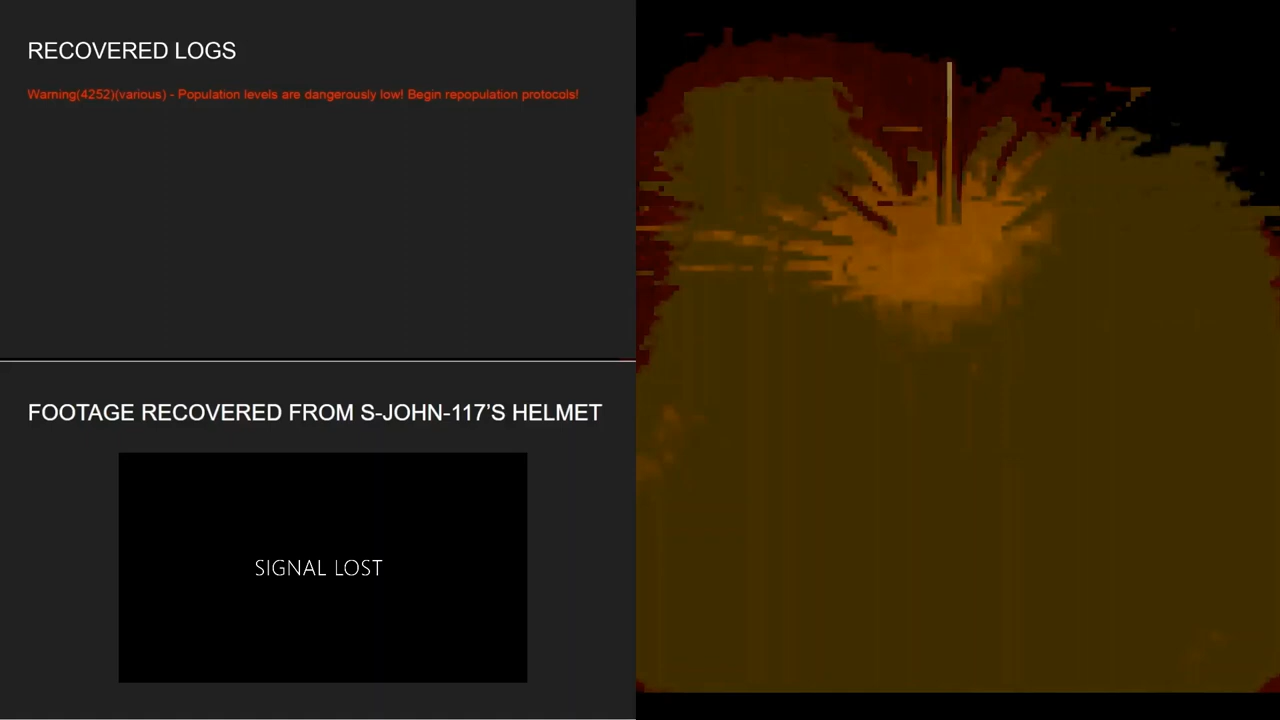 RECOVERED LOGS
Warning(4252)(various) - Population levels are dangerously low! Begin repopulation protocols!
FOOTAGE RECOVERED FROM S-JOHN-117’S HELMET
SIGNAL LOST